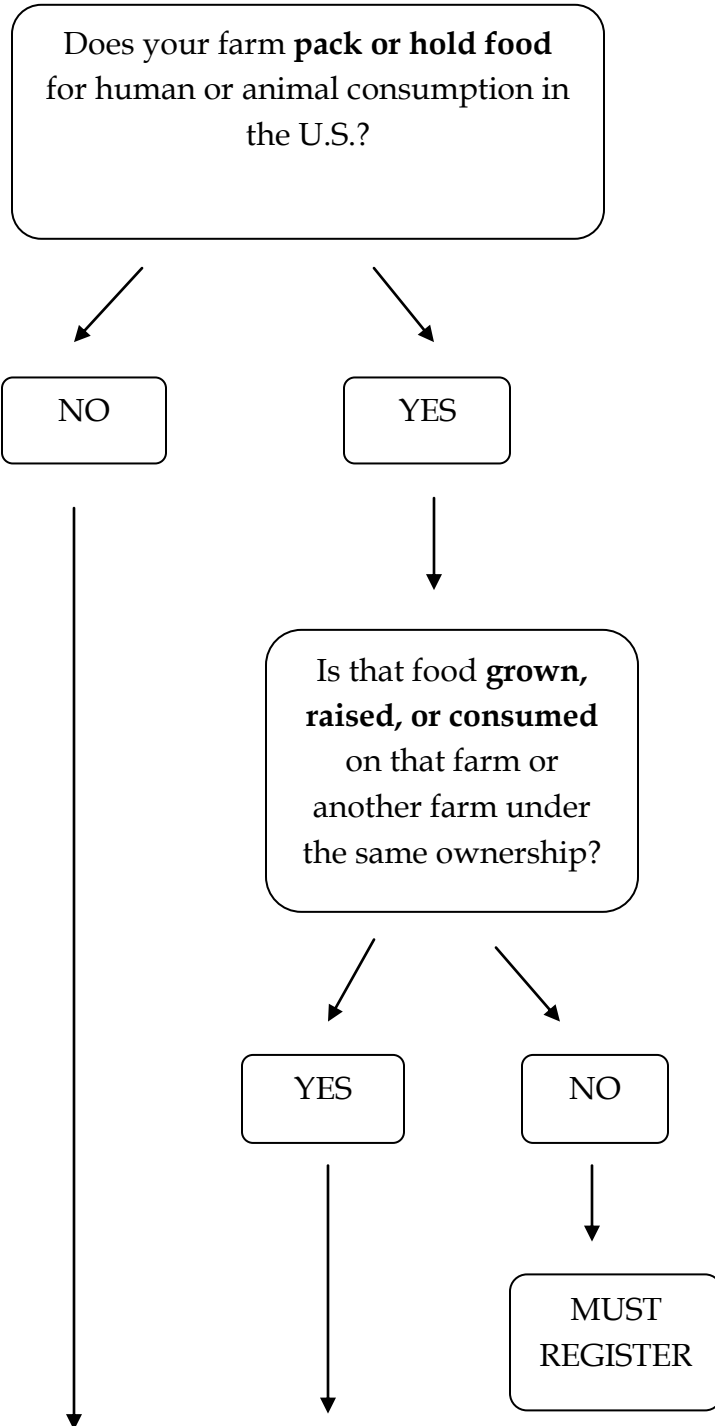 Does your farm pack or hold food
for human or animal consumption in
the U.S.?
NO
YES
Is that food grown,
raised, or consumed
on that farm or
another farm under
the same ownership?
YES
NO
MUST
REGISTER